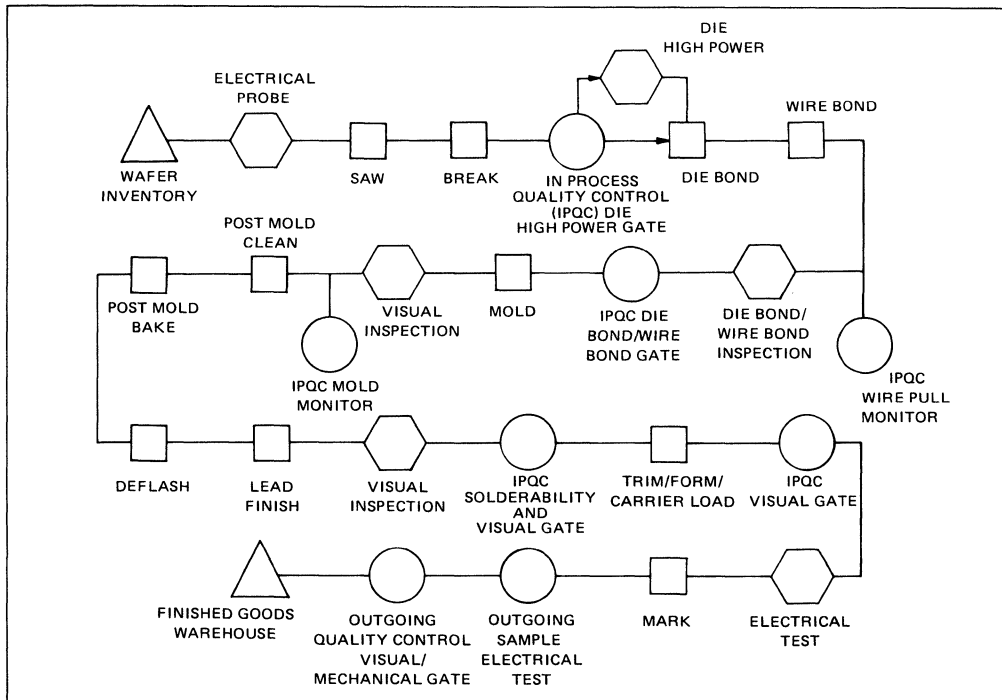 DIE
HIGH POWER
ELECTRICAL
PROBE
WIRE BOND
WAFER
INVENTORY
SAW
BREAK
IN PROCESS
QUALITY CONTROL
(IPQC) DIE
HIGH POWER GATE
DIE BOND
POST MOLD
CLEAN
POST MOLD
BAKE
VISUAL
INSPECTION
MOLD
IPQC DIE
BOND/WIRE
BOND GATE
DIE BOND/
WIRE BOND
INSPECTION
IPQC MOLD
MONITOR
IPQC
WIRE PULL
MONITOR
DEFLASH
LEAD
FINISH
VISUAL
INSPECTION
IPQC
SOLDERABILITY
AND
VISUAL GATE
TRIM/FORM/
CARRIER LOAD
IPQC
VISUAL GATE
FINISHED GOODS
WAREHOUSE
OUTGOING
QUALITY CONTROL
VISUAL/
MECHANICAL GATE
OUTGOING
SAMPLE
ELECTRICAL
TEST
MARK
ELECTRICAL
TEST